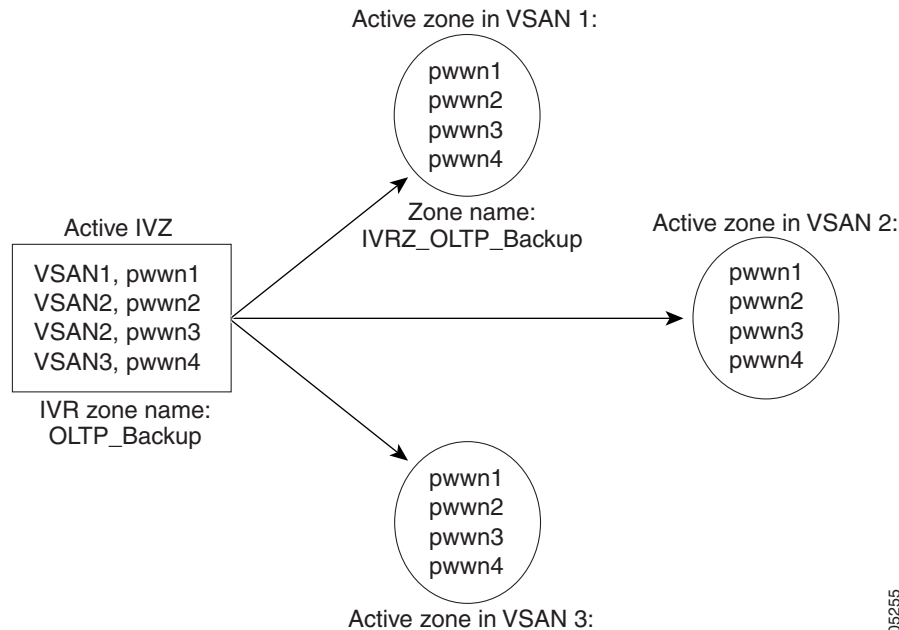 Active zone in VSAN 1:
pwwn1
pwwn2
pwwn3
pwwn4
Zone name:
IVRZ_OLTP_Backup
Active IVZ
VSAN1, pwwn1
VSAN2, pwwn2
VSAN2, pwwn3
VSAN3, pwwn4
IVR zone name:
OLTP_Backup
Active zone in VSAN 2:
pwwn1
pwwn2
pwwn3
pwwn4
pwwn1
pwwn2
pwwn3
pwwn4
Active zone in VSAN 3:
05255